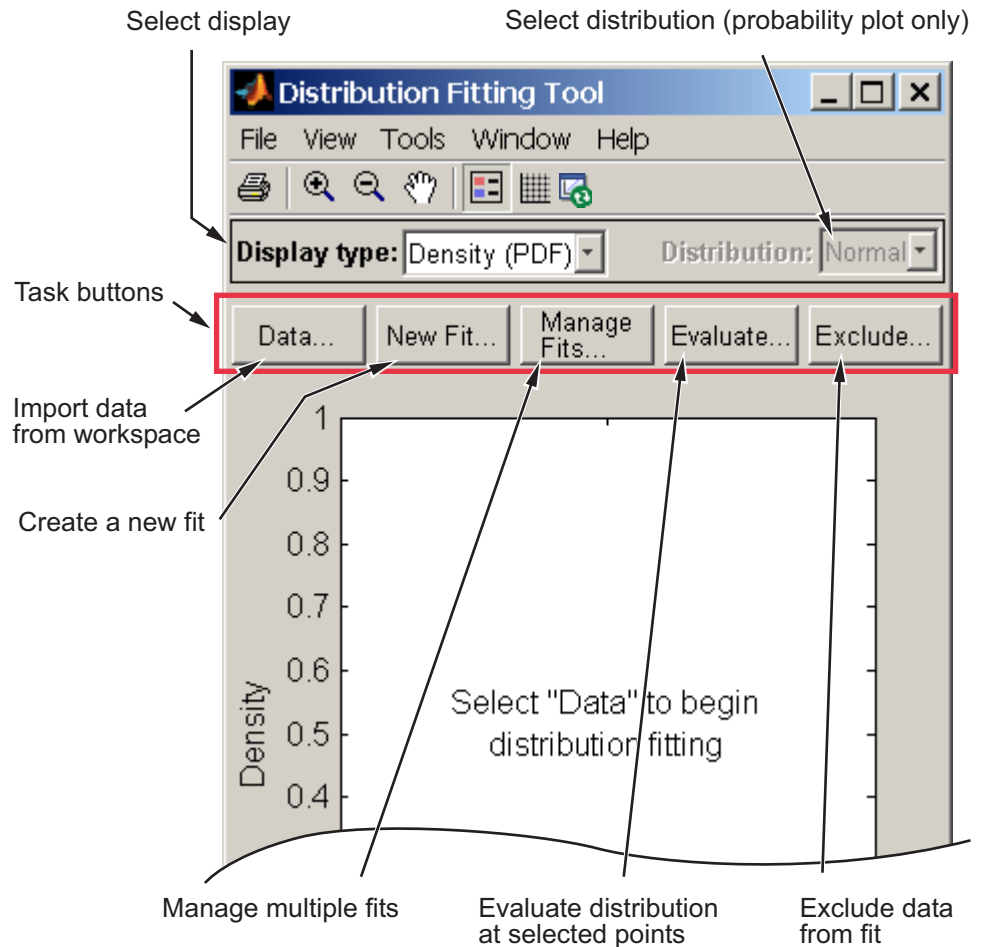 Select display
Select distribution (probability plot only)
Distribution Fitting Tool
File View Tools Window Help
Display type: Density (PDF) Distribution: Normal
Task buttons
Data... New Fit... Manage Fits... Evaluate... Exclude...
Import data
from workspace
Create a new fit
1
0.9
0.8
0.7
0.6
0.5
0.4
Density
Select "Data" to begin
distribution fitting
Manage multiple fits
Evaluate distribution
at selected points
Exclude data
from fit